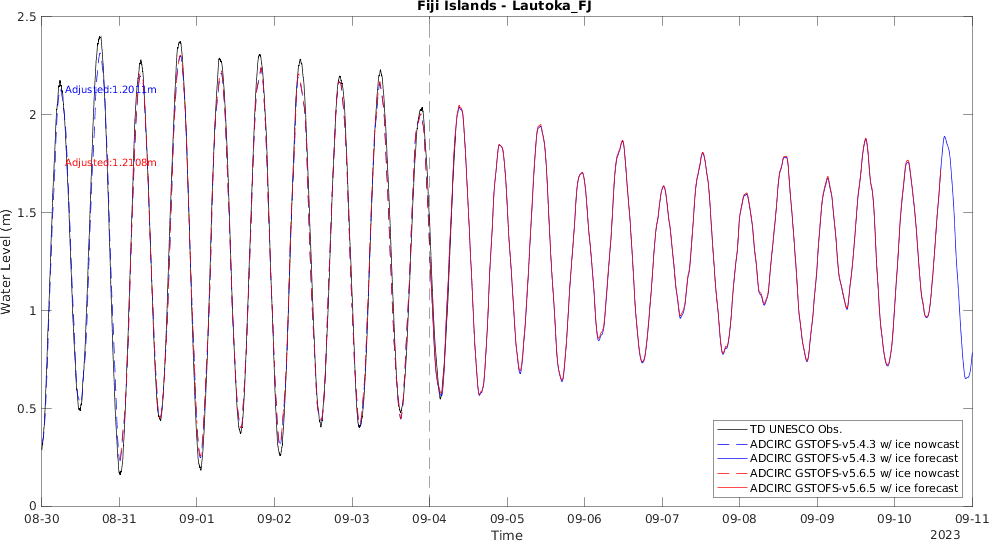 Fiji Islands - Lautoka_FJ
2.5
2
1.5
1
0.5
0
Water Level (m)
Adjusted:1.2011m
Adjusted:1.2108m
TD UNESCO Obs.
ADCIRC GSTOFS-v5.4.3 w/ ice nowcast
ADCIRC GSTOFS-v5.4.3 w/ ice forecast
ADCIRC GSTOFS-v5.6.5 w/ ice nowcast
ADCIRC GSTOFS-v5.6.5 w/ ice forecast
08-30 08-31 09-01 09-02 09-03 09-04 09-05 09-06 09-07 09-08 09-09 09-10 09-11
Time
2023